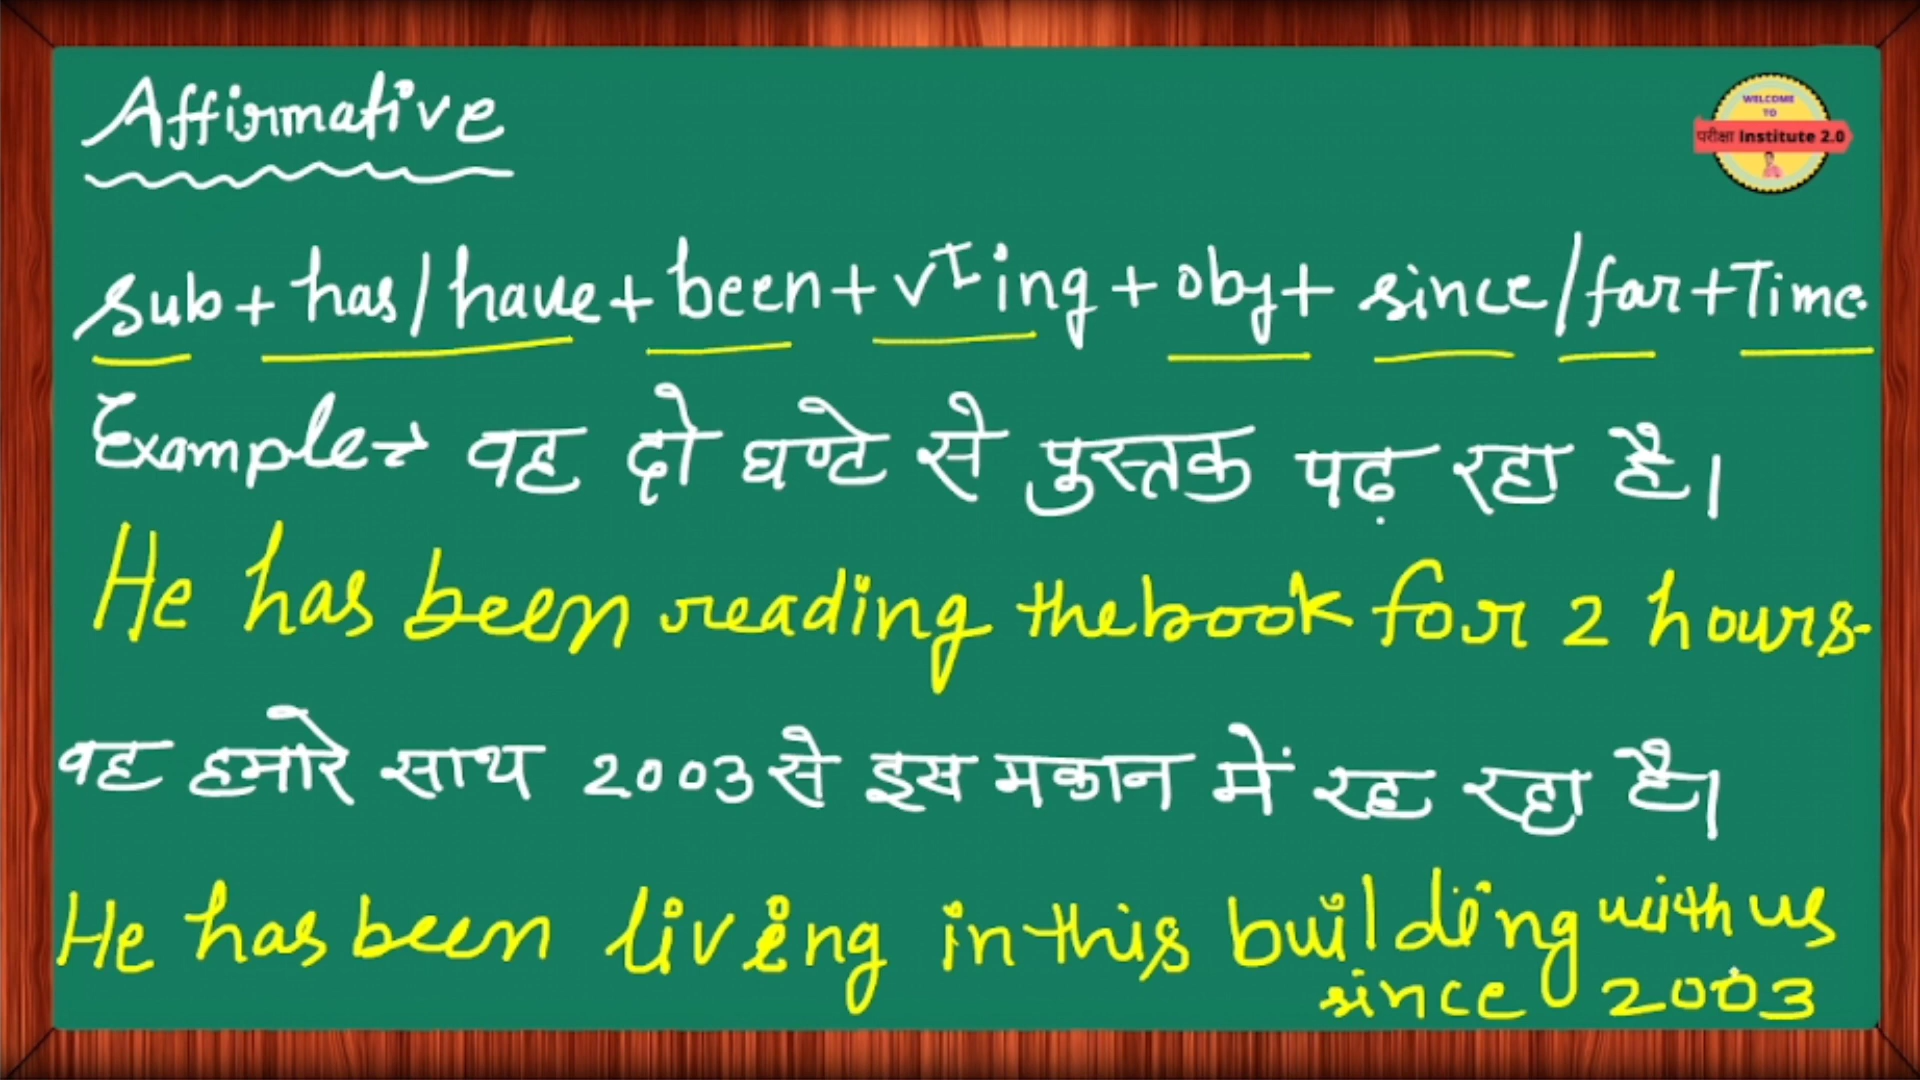 Affirmative
WELCOME
TO
परीक्षा Institute 2.0
sub + has/have + been + vIing + obj + since/for + Time.
Example→ वह दो घण्टे से पुस्तक पढ़ रहा है।
He has been reading the book for 2 hours.
वह हमारे साथ 2003 से इस मकान में रह रहा है।
He has been living in this building with us
since 2003